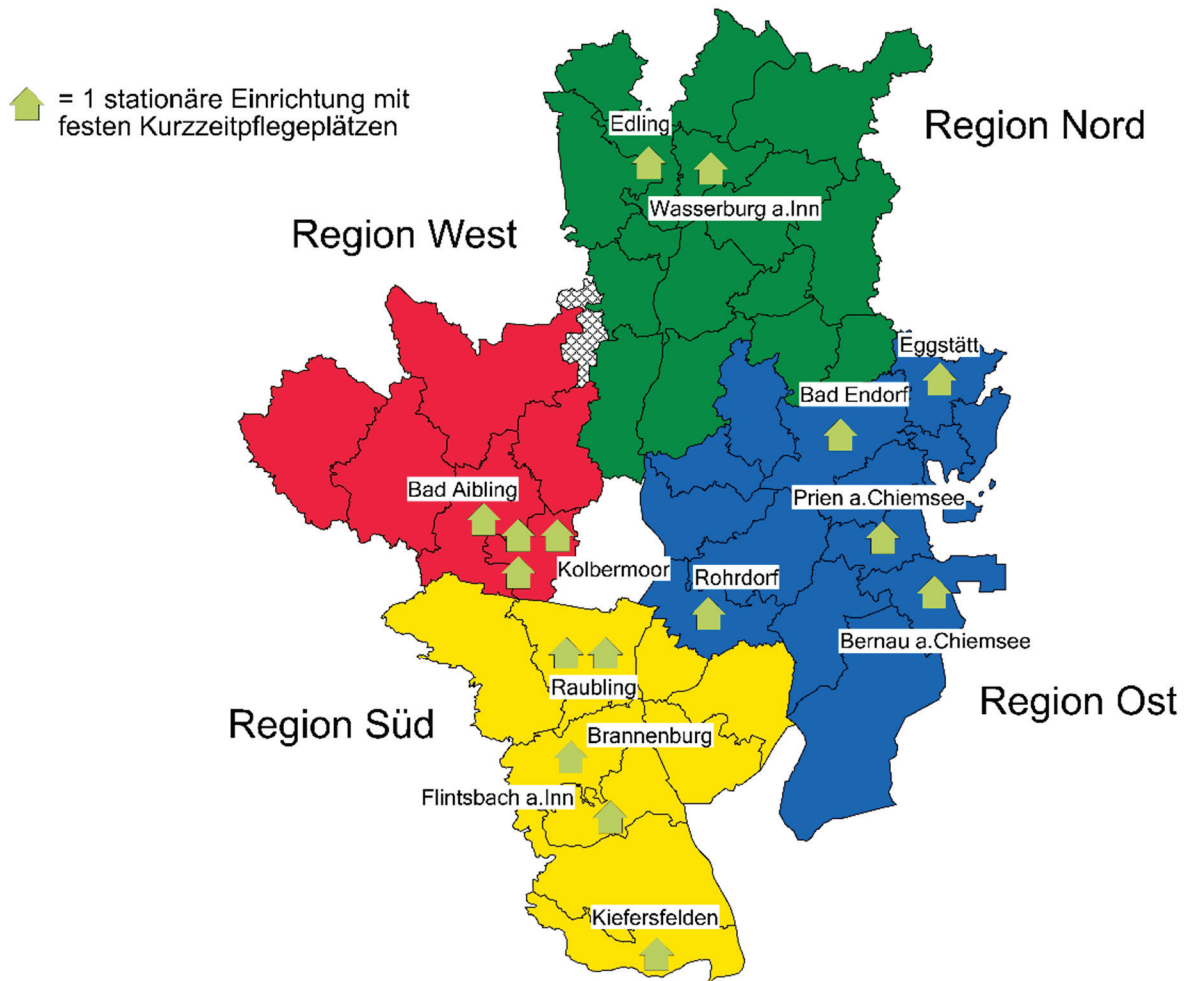 = 1 stationäre Einrichtung mit
festen Kurzzeitpflegeplätzen
Region Nord
Edling
Wasserburg a.Inn
Region West
Eggstätt
Bad Endorf
Bad Aibling
Prien a.Chiemsee
Kolbermoor
Rohrdorf
Bernau a.Chiemsee
Raubling
Region Ost
Region Süd
Brannenburg
Flintsbach a.Inn
Kiefersfelden